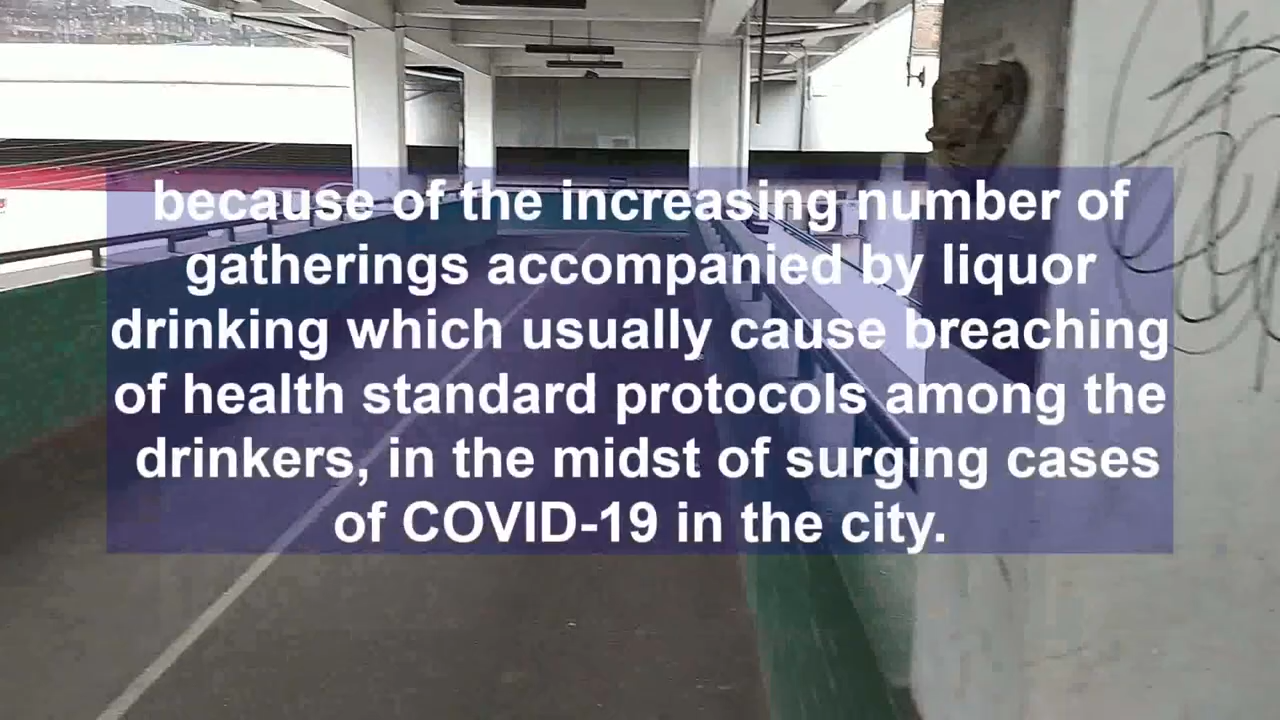 because of the increasing number of
gatherings accompanied by liquor
drinking which usually cause breaching
of health standard protocols among the
drinkers, in the midst of surging cases
of COVID-19 in the city.